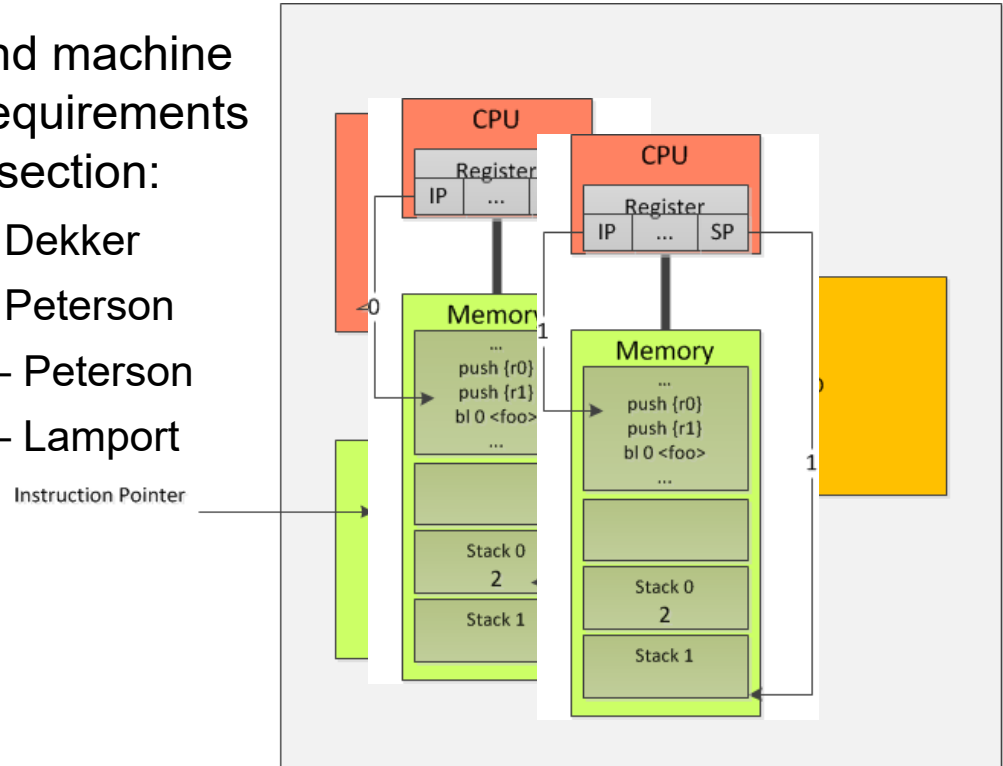 nd machine
equirements
section:
Dekker
Peterson
– Peterson
– Lamport
Instruction Pointer
CPU
Register
IP
...
0
Memory
...
push {r0}
push {r1}
bl 0 <foo>
...
Stack 0
2
Stack 1
CPU
Register
IP
...
SP
1
Memory
...
push {r0}
push {r1}
bl 0 <foo>
...
1
Stack 0
2
Stack 1